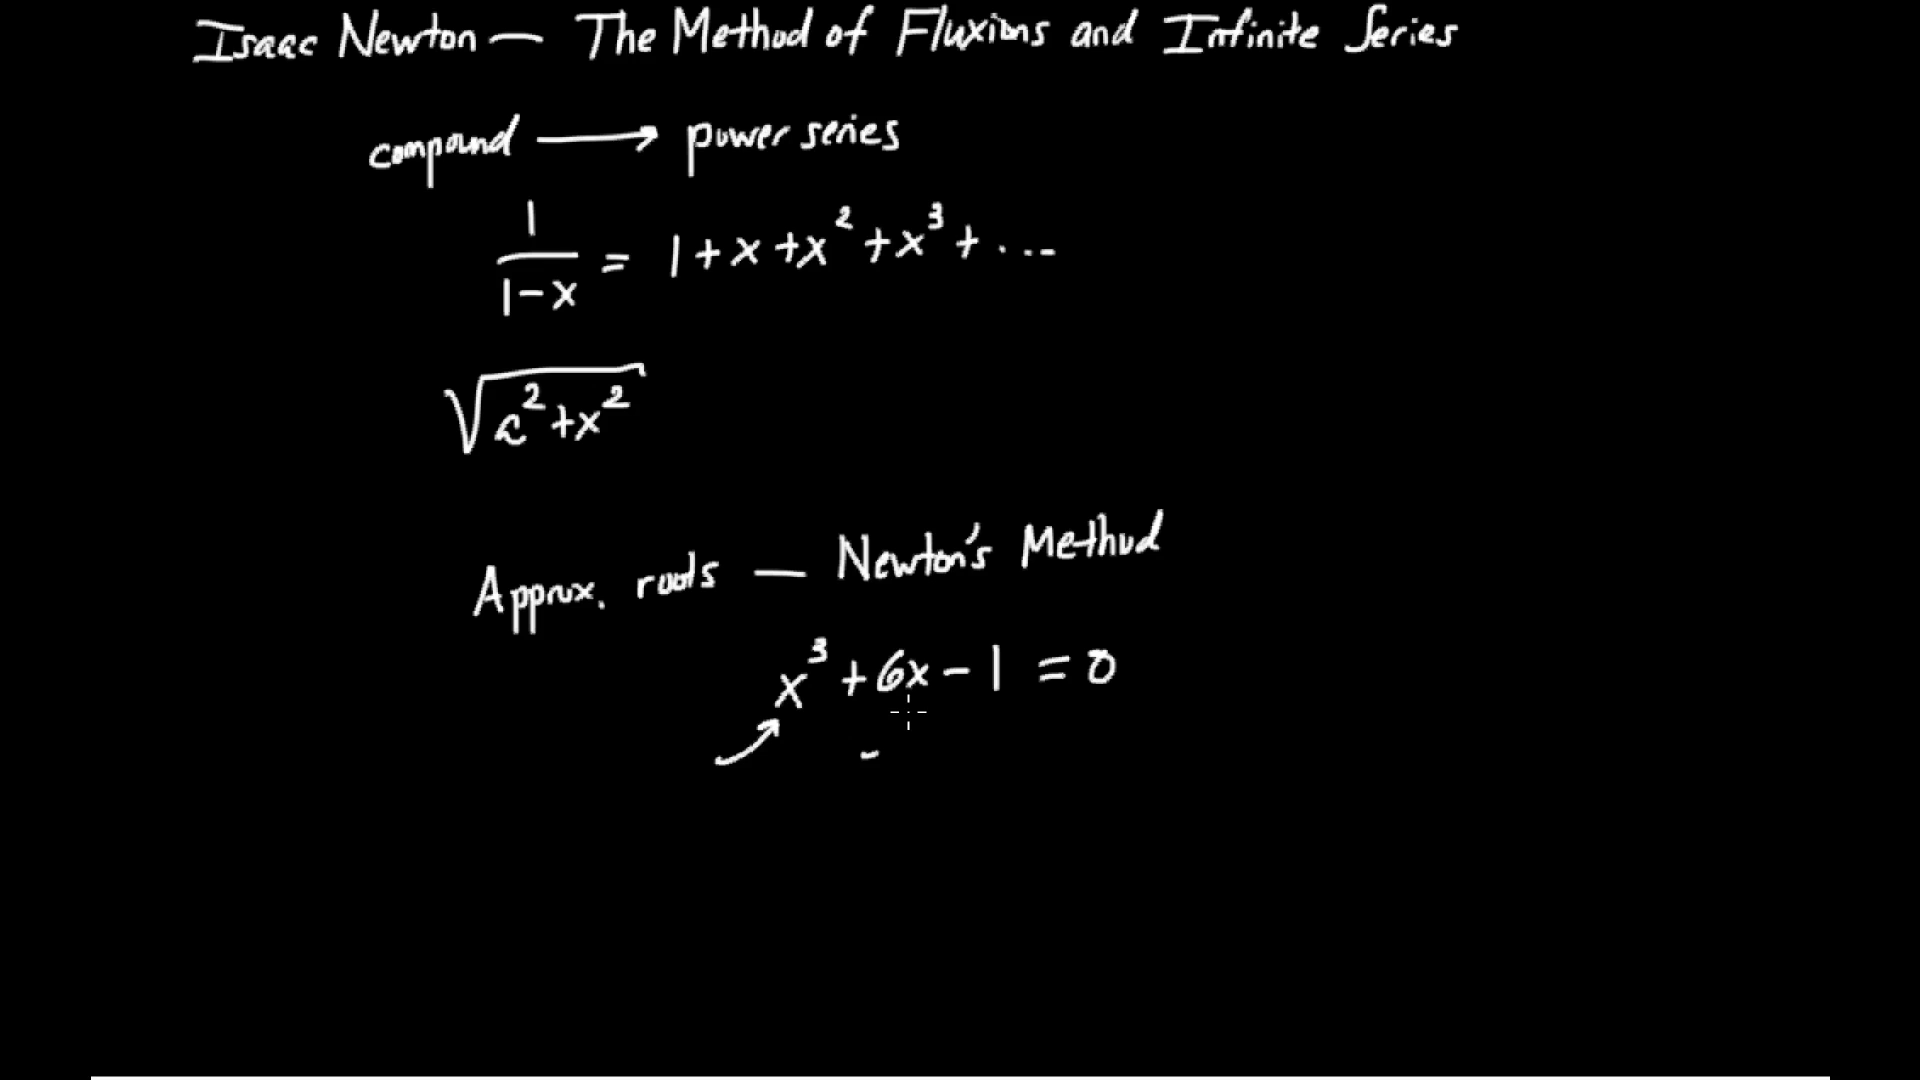 Isaac Newton — The Method of Fluxions and Infinite Series
compound → power series
1/(1-x) = 1 + x + x² + x³ + ...
√(c² + x²)
Approx. roots — Newton's Method
x³ + 6x - 1 = 0
-